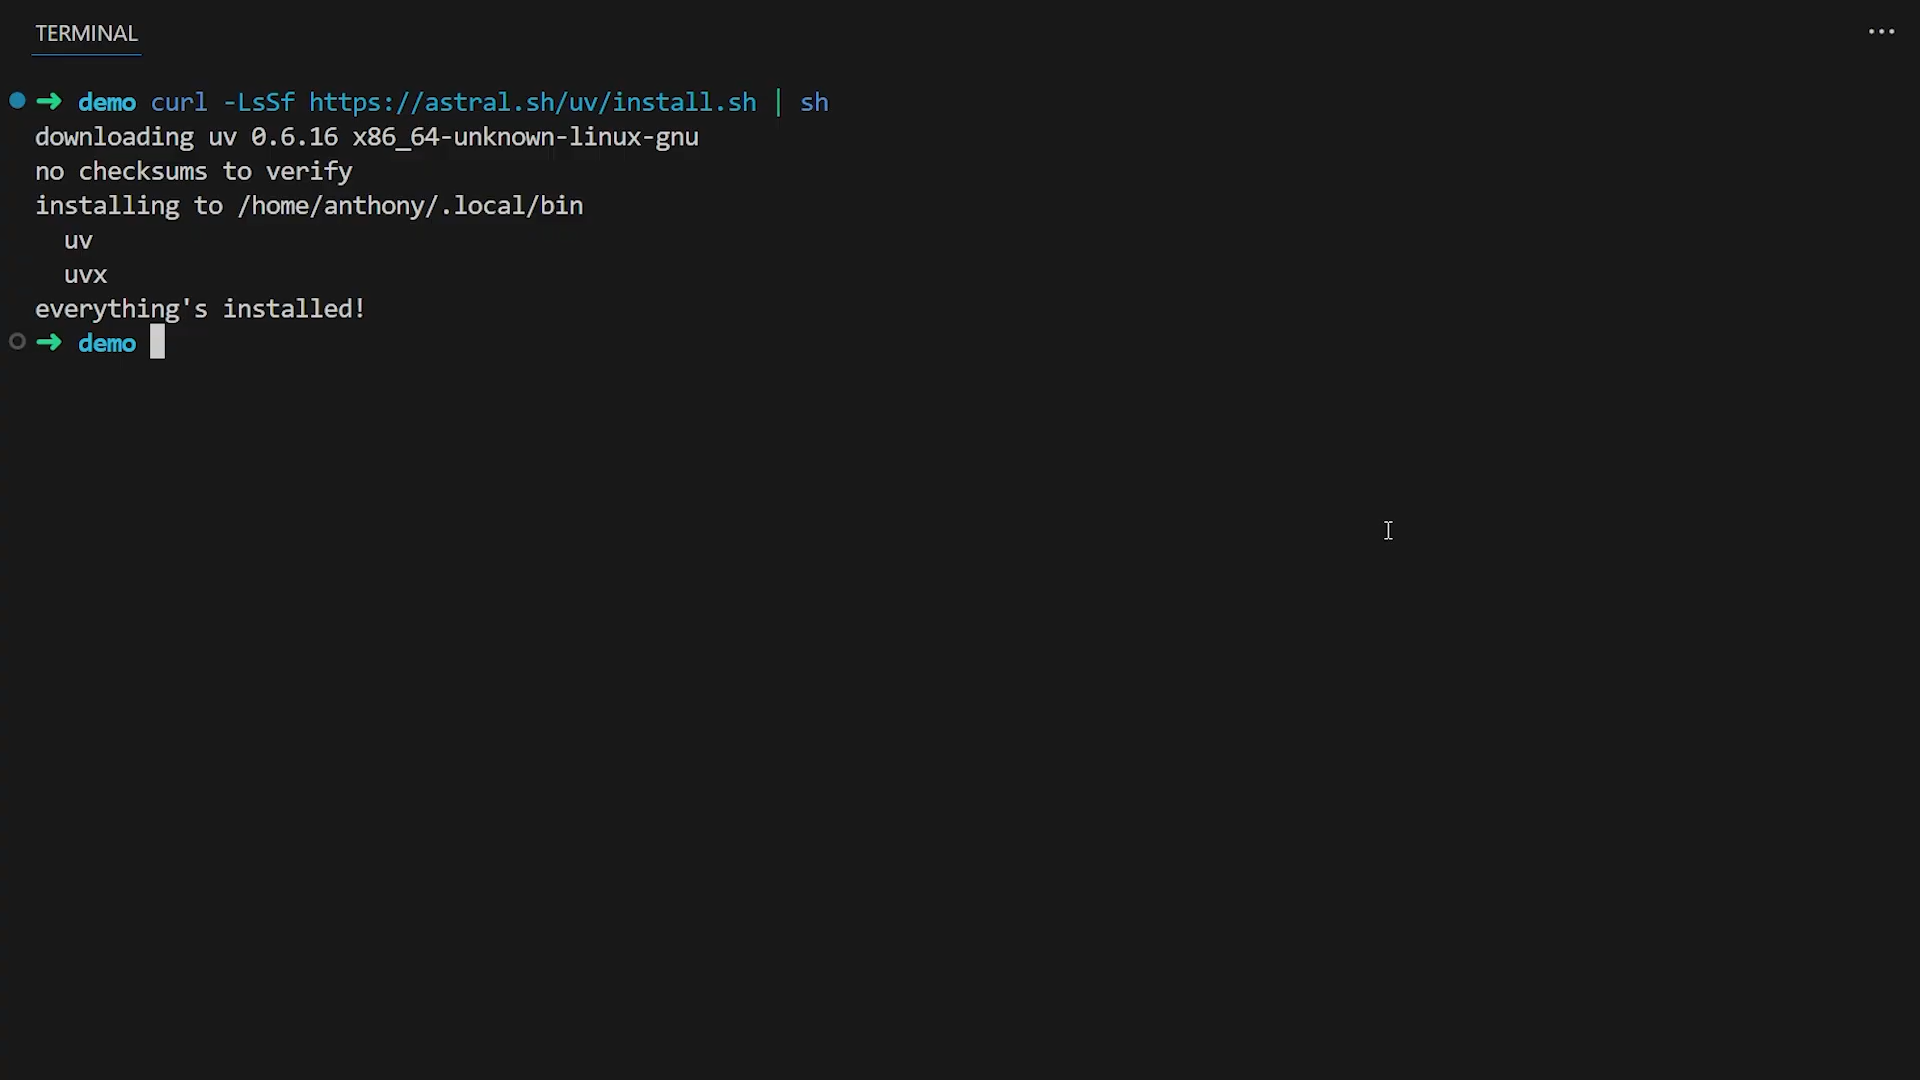 TERMINAL
➜ demo curl -LsSf https://astral.sh/uv/install.sh | sh
downloading uv 0.6.16 x86_64-unknown-linux-gnu
no checksums to verify
installing to /home/anthony/.local/bin
  uv
  uvx
everything's installed!
➜ demo